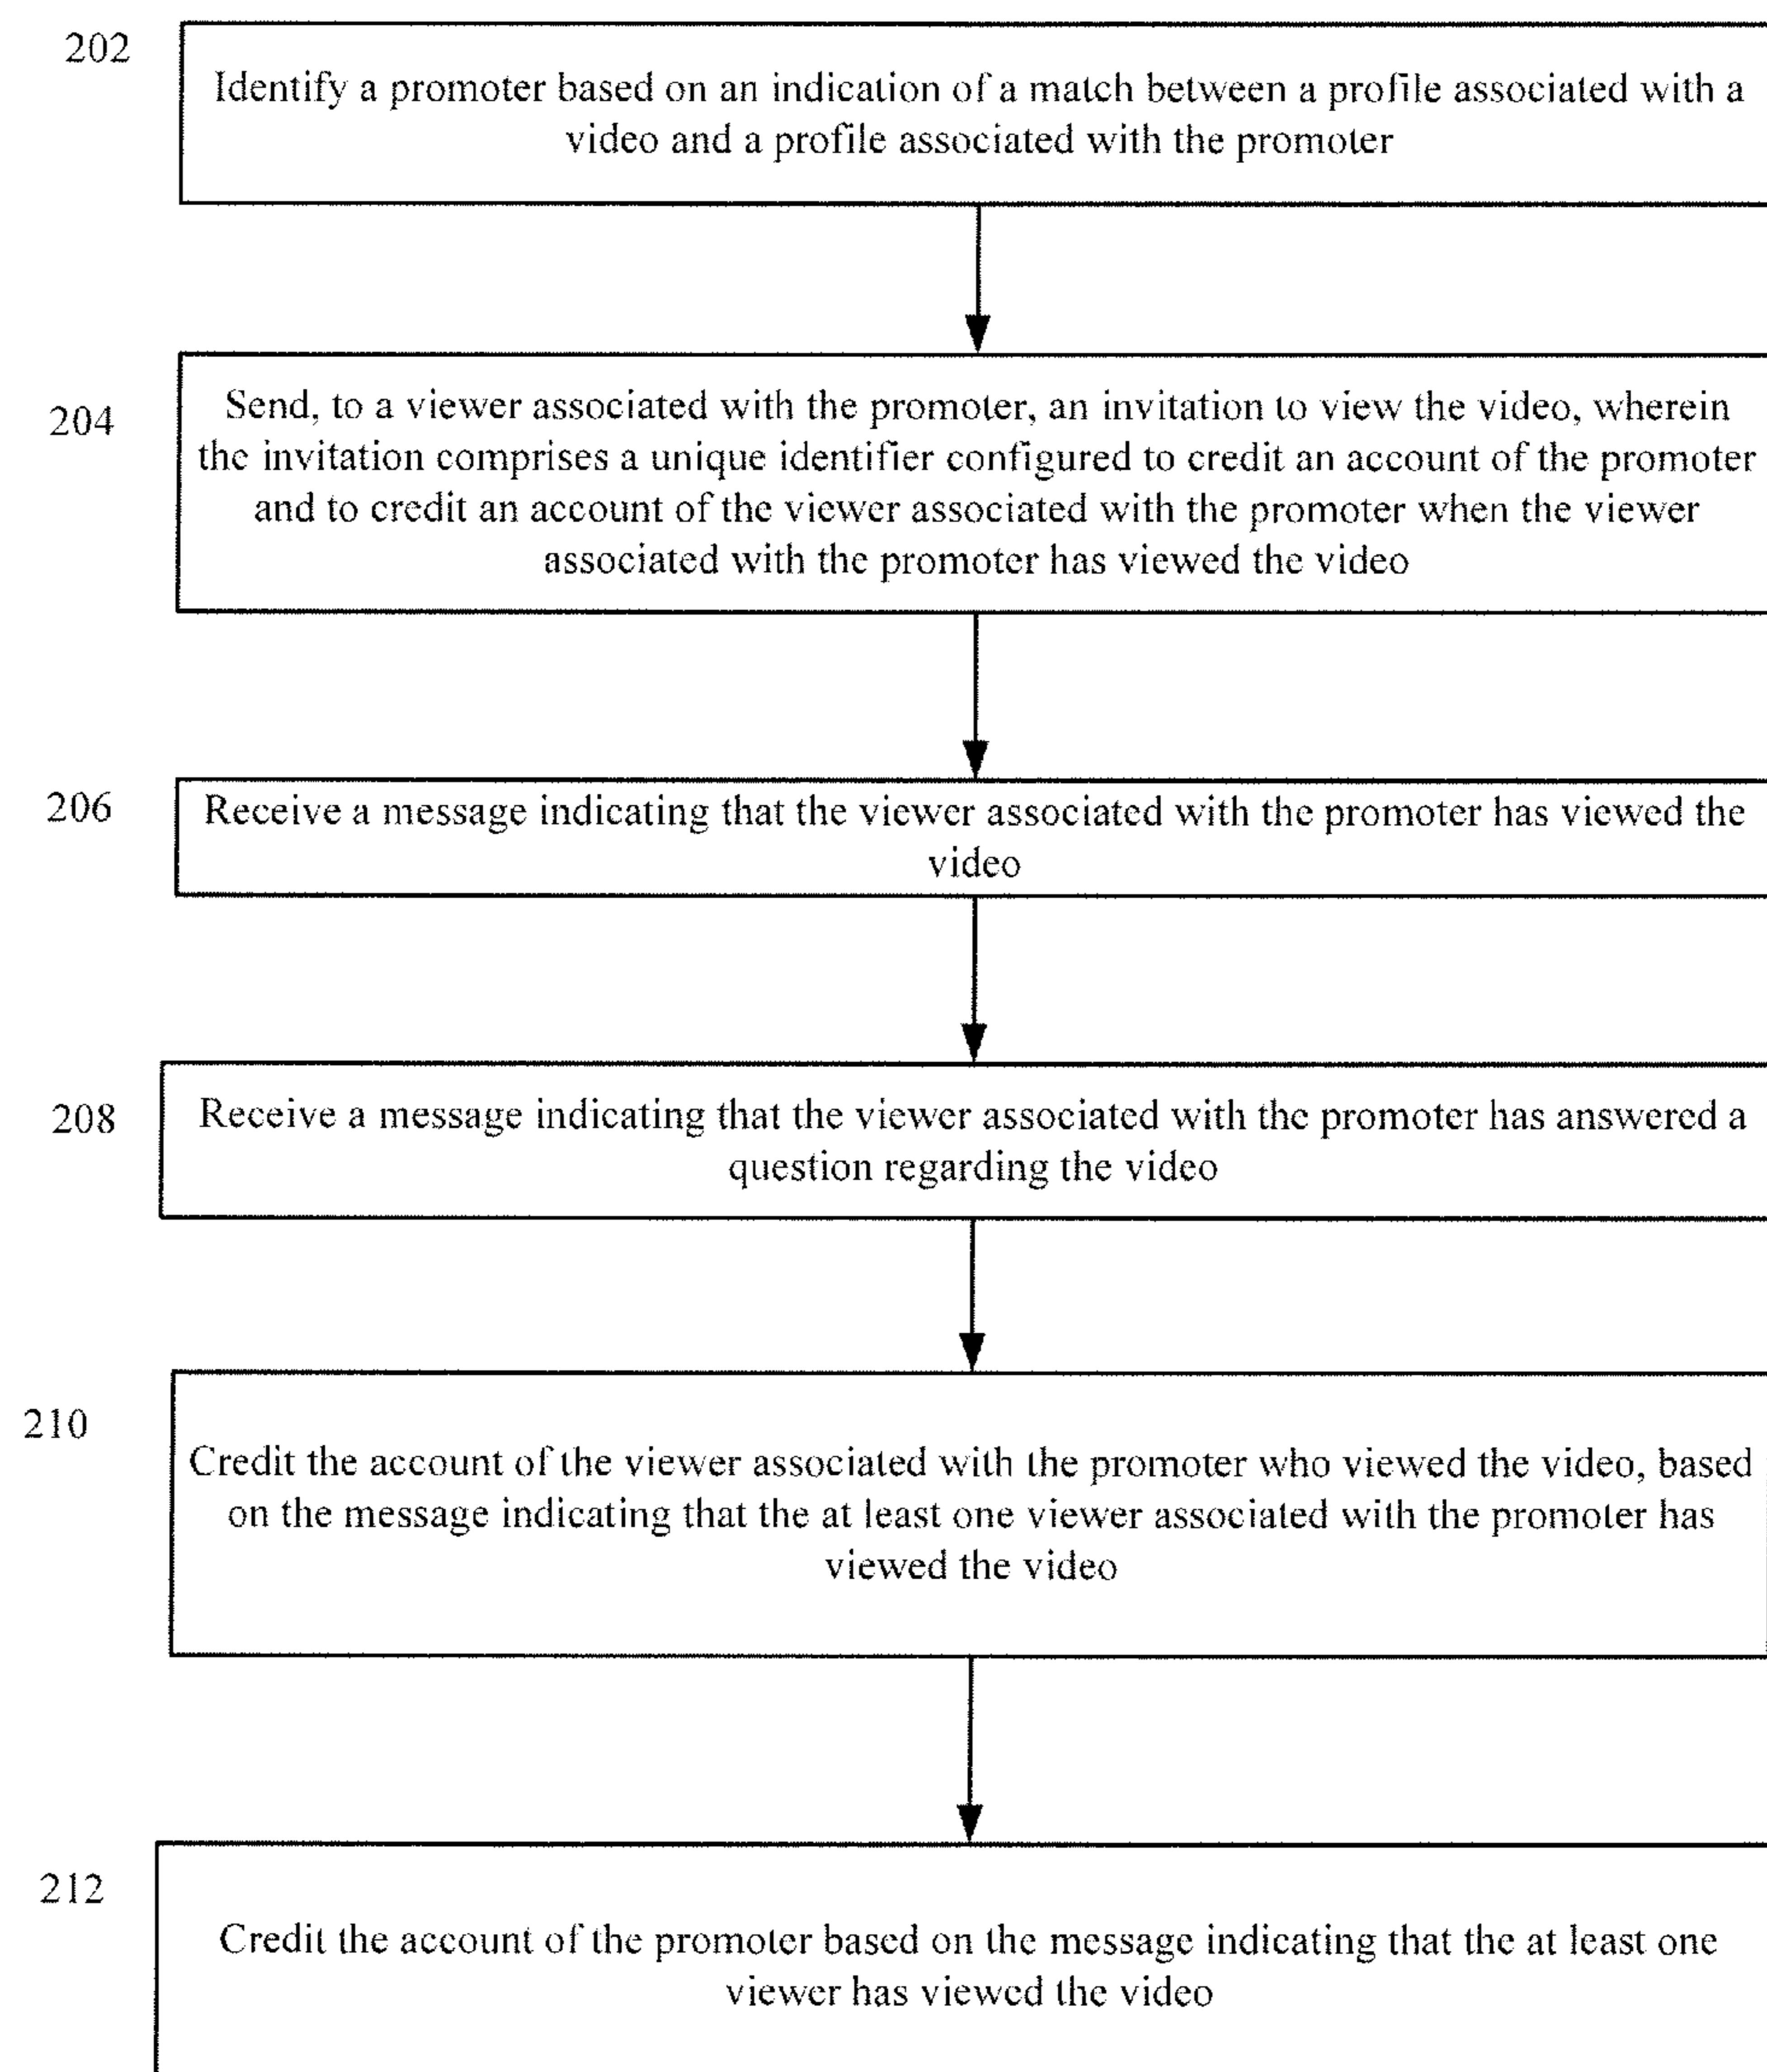 202
Identify a promoter based on an indication of a match between a profile associated with a
video and a profile associated with the promoter
204
Send, to a viewer associated with the promoter, an invitation to view the video, wherein
the invitation comprises a unique identifier configured to credit an account of the promoter
and to credit an account of the viewer associated with the promoter when the viewer
associated with the promoter has viewed the video
206
Receive a message indicating that the viewer associated with the promoter has viewed the
video
208
Receive a message indicating that the viewer associated with the promoter has answered a
question regarding the video
210
Credit the account of the viewer associated with the promoter who viewed the video, based
on the message indicating that the at least one viewer associated with the promoter has
viewed the video
212
Credit the account of the promoter based on the message indicating that the at least one
viewer has viewed the video